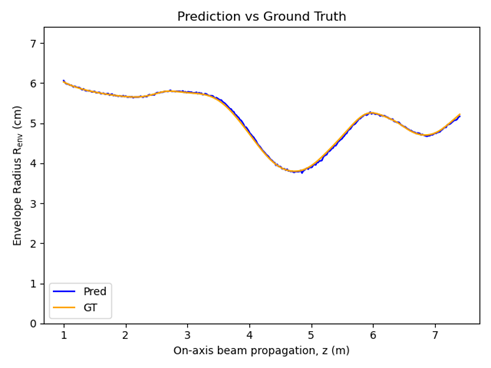 Prediction vs Ground Truth
Envelope Radius Renv (cm)
7
6
5
4
3
2
1
0
Pred
GT
1 2 3 4 5 6 7
On-axis beam propagation, z (m)